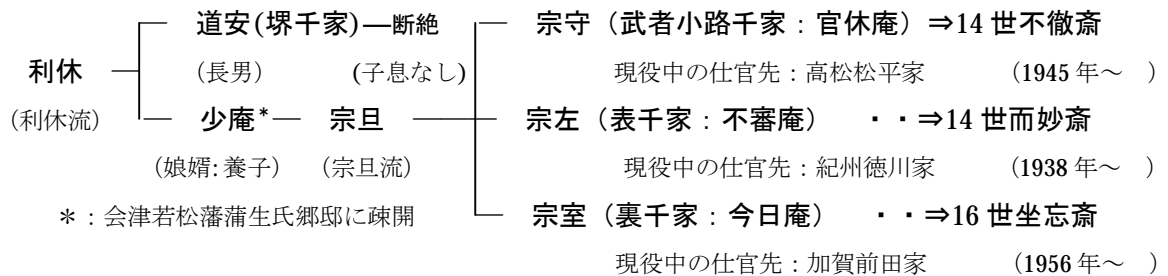 道安(堺千家)—断絶 宗守（武者小路千家：官休庵）⇒14 世不徹斎
利休 （長男） (子息なし) 現役中の仕官先：高松松平家 （1945 年～ ）
（利休流） 少庵*— 宗旦 宗左（表千家：不審庵） ・・⇒14 世而妙斎
（娘婿:養子） （宗旦流） 現役中の仕官先：紀州徳川家 （1938 年～ ）
＊：会津若松藩蒲生氏郷邸に疎開 宗室（裏千家：今日庵） ・・⇒16 世坐忘斎
現役中の仕官先：加賀前田家 （1956 年～ ）